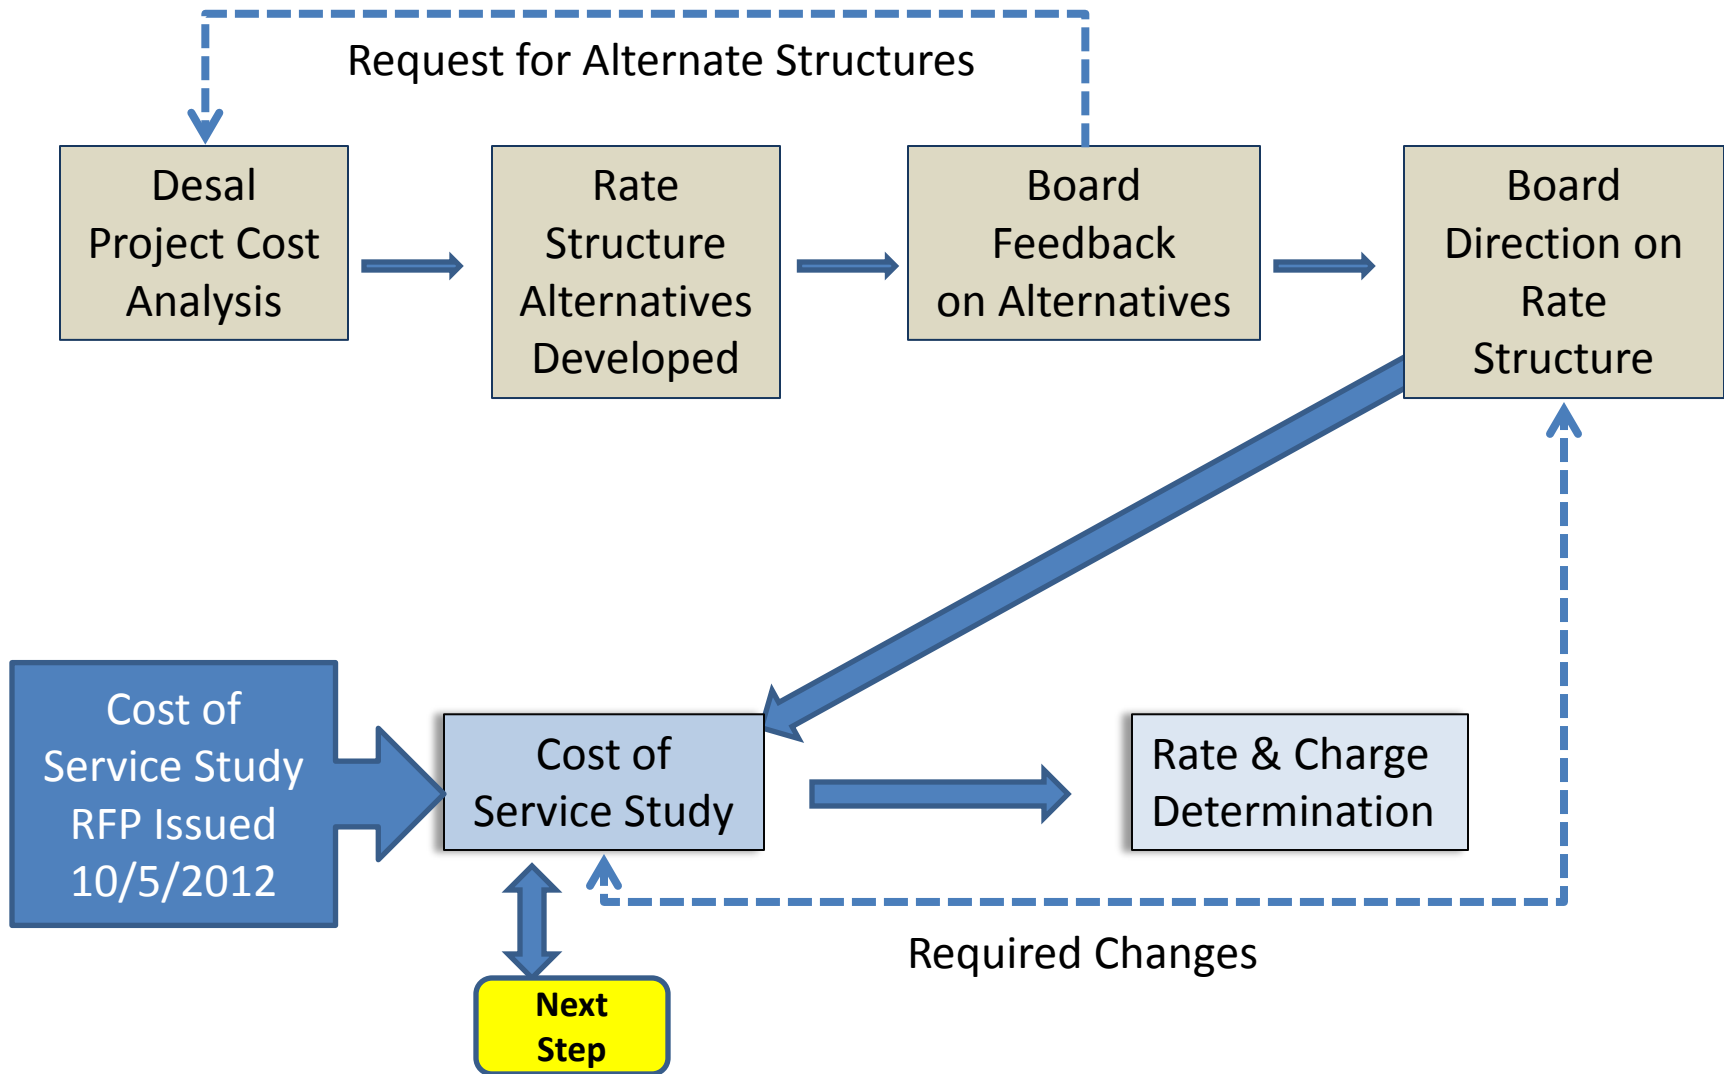 Request for Alternate Structures
Desal
Project Cost
Analysis
Rate
Structure
Alternatives
Developed
Board
Feedback
on Alternatives
Board
Direction on
Rate
Structure
Cost of
Service Study
RFP Issued
10/5/2012
Cost of
Service Study
Rate & Charge
Determination
Required Changes
Next
Step